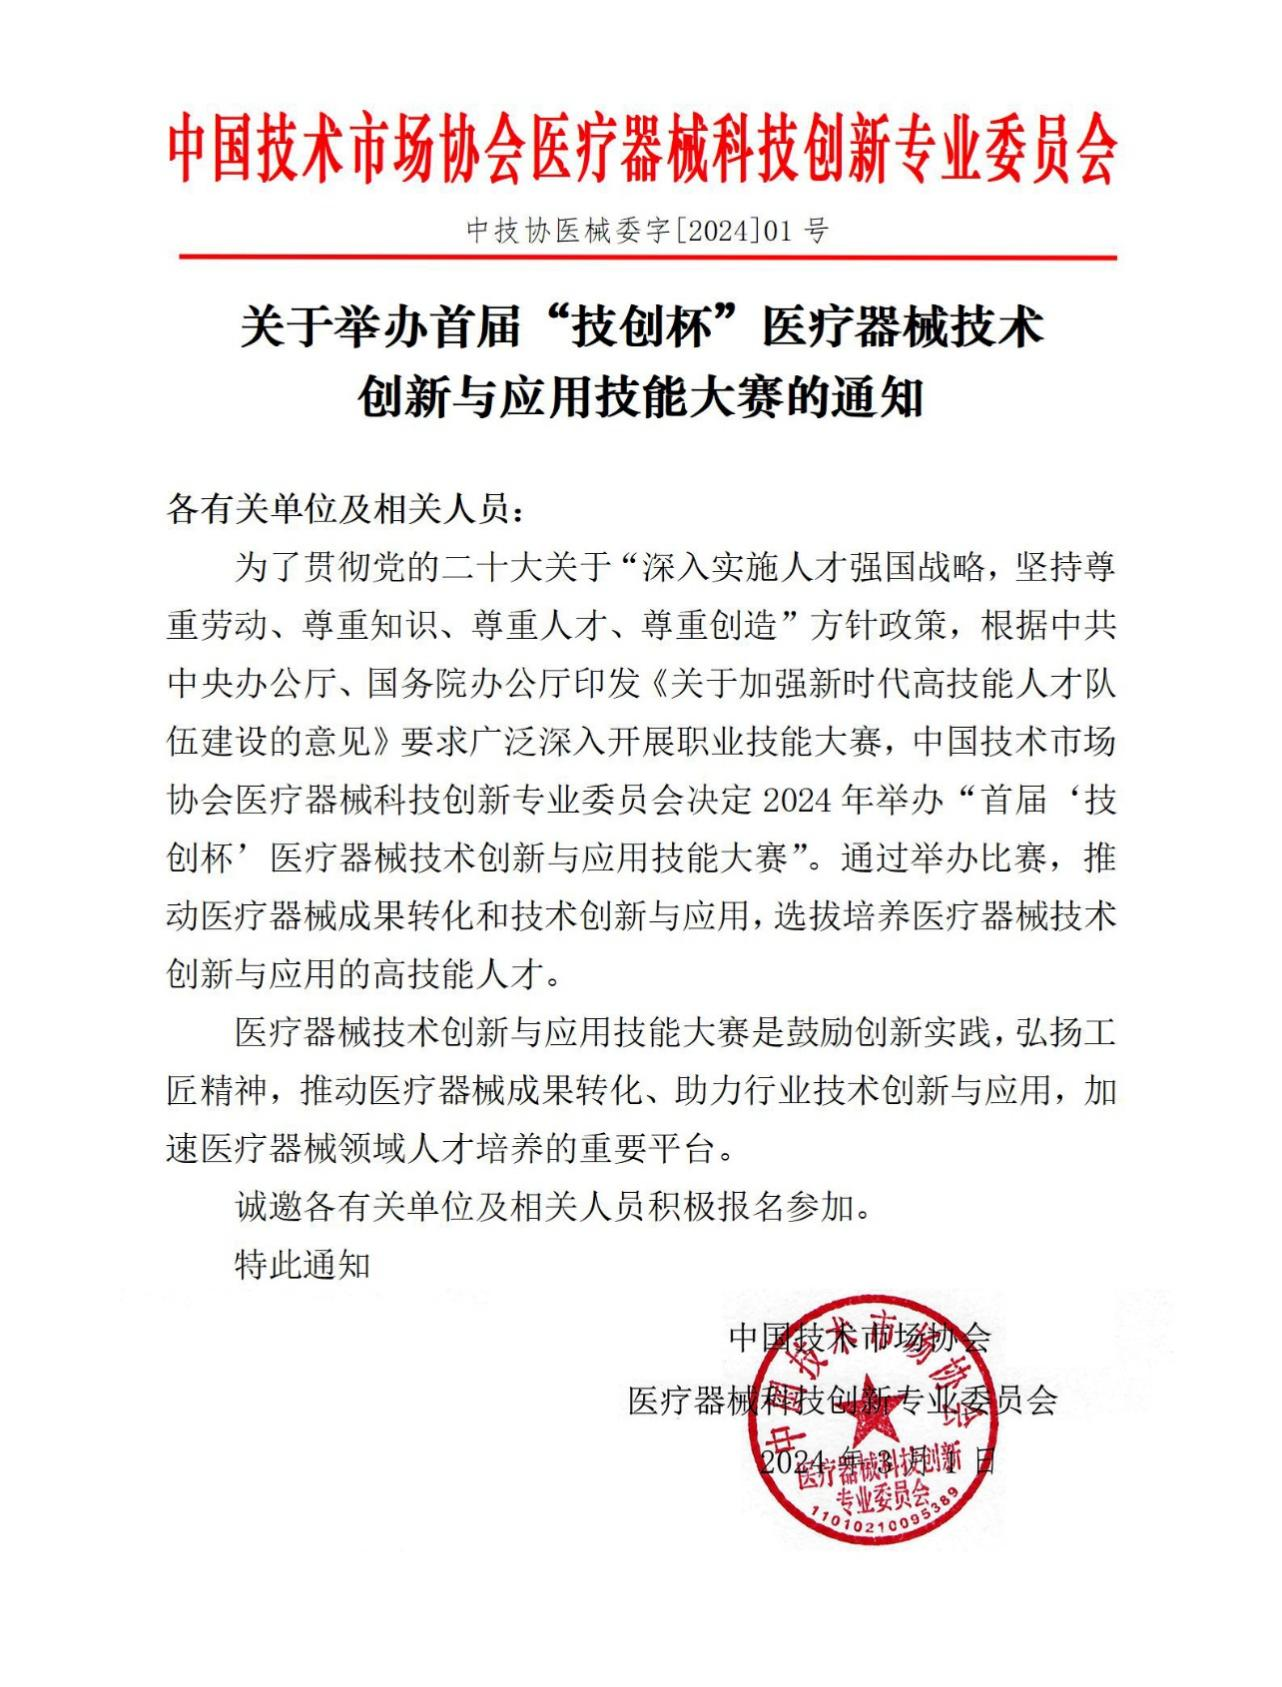 中国技术市场协会医疗器械科技创新专业委员会
中技协医械委字[2024]01 号
关于举办首届“技创杯”医疗器械技术
创新与应用技能大赛的通知
各有关单位及相关人员：
为了贯彻党的二十大关于“深入实施人才强国战略，坚持尊
重劳动、尊重知识、尊重人才、尊重创造”方针政策，根据中共
中央办公厅、国务院办公厅印发《关于加强新时代高技能人才队
伍建设的意见》要求广泛深入开展职业技能大赛，中国技术市场
协会医疗器械科技创新专业委员会决定 2024 年举办“首届‘技
创杯’医疗器械技术创新与应用技能大赛”。通过举办比赛，推
动医疗器械成果转化和技术创新与应用，选拔培养医疗器械技术
创新与应用的高技能人才。
医疗器械技术创新与应用技能大赛是鼓励创新实践，弘扬工
匠精神，推动医疗器械成果转化、助力行业技术创新与应用，加
速医疗器械领域人才培养的重要平台。
诚邀各有关单位及相关人员积极报名参加。
特此通知
中国技术市场协会
医疗器械科技创新专业委员会
2024 年 3 月 1 日
中国技术市场协会
医疗器械科技创新
专业委员会
11010210095389